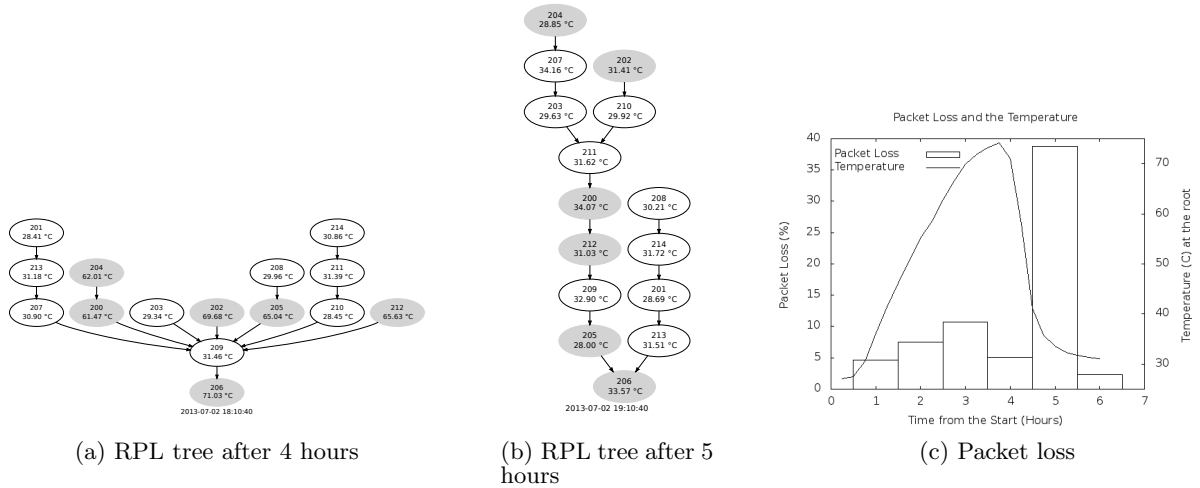 201
28.41 °C
214
30.86 °C
213
31.18 °C
204
62.01 °C
208
29.96 °C
211
31.39 °C
207
30.90 °C
200
61.47 °C
203
29.34 °C
202
69.68 °C
205
65.04 °C
210
28.45 °C
212
65.63 °C
209
31.46 °C
206
71.03 °C
2013-07-02 18:10:40
(a) RPL tree after 4 hours
204
28.85 °C
207
34.16 °C
202
31.41 °C
203
29.63 °C
210
29.92 °C
211
31.62 °C
200
34.07 °C
208
30.21 °C
212
31.03 °C
214
31.72 °C
209
32.90 °C
201
28.69 °C
205
28.00 °C
213
31.51 °C
206
33.57 °C
2013-07-02 19:10:40
(b) RPL tree after 5
hours
Packet Loss and the Temperature
Packet Loss
Temperature
Packet Loss (%)
40
35
30
25
20
15
10
5
0
0 1 2 3 4 5 6 7
Time from the Start (Hours)
70
60
50
40
30
Temperature (C) at the root
(c) Packet loss